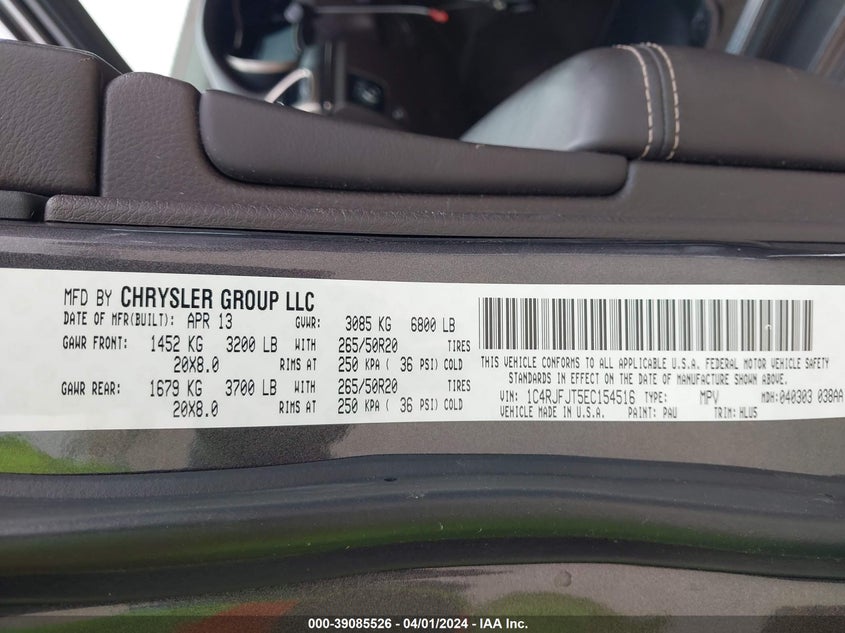 MFD BY CHRYSLER GROUP LLC
DATE OF MFR(BUILT): APR 13 GVWR: 3085 KG 6800 LB
GAWR FRONT: 1452 KG 3200 LB WITH 265/50R20 TIRES
20X8.0 RIMS AT 250 KPA ( 36 PSI) COLD
GAWR REAR: 1679 KG 3700 LB WITH 265/50R20 TIRES
20X8.0 RIMS AT 250 KPA ( 36 PSI) COLD
THIS VEHICLE CONFORMS TO ALL APPLICABLE U.S.A. FEDERAL MOTOR VEHICLE SAFETY
STANDARDS IN EFFECT ON THE DATE OF MANUFACTURE SHOWN ABOVE.
VIN: 1C4RJFJT5EC154516 TYPE: MPV MDH: 040303 038AA
VEHICLE MADE IN U.S.A. PAINT: PAU TRIM: HLU5
000-39085526 - 04/01/2024 - IAA Inc.